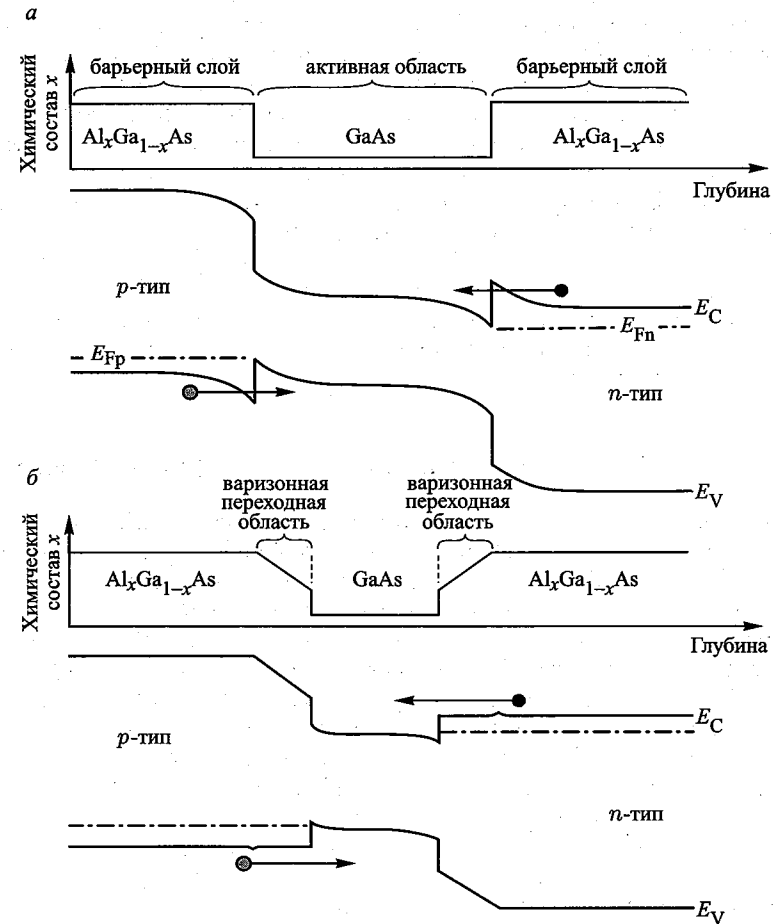 а
барьерный слой активная область барьерный слой
Химический
состав x
AlxGa1−xAs GaAs AlxGa1−xAs
Глубина
p-тип
EC
EFn
EFp
n-тип
EV
б
варизонная
переходная
область
варизонная
переходная
область
Химический
состав x
AlxGa1−xAs GaAs AlxGa1−xAs
Глубина
p-тип
EC
n-тип
EV